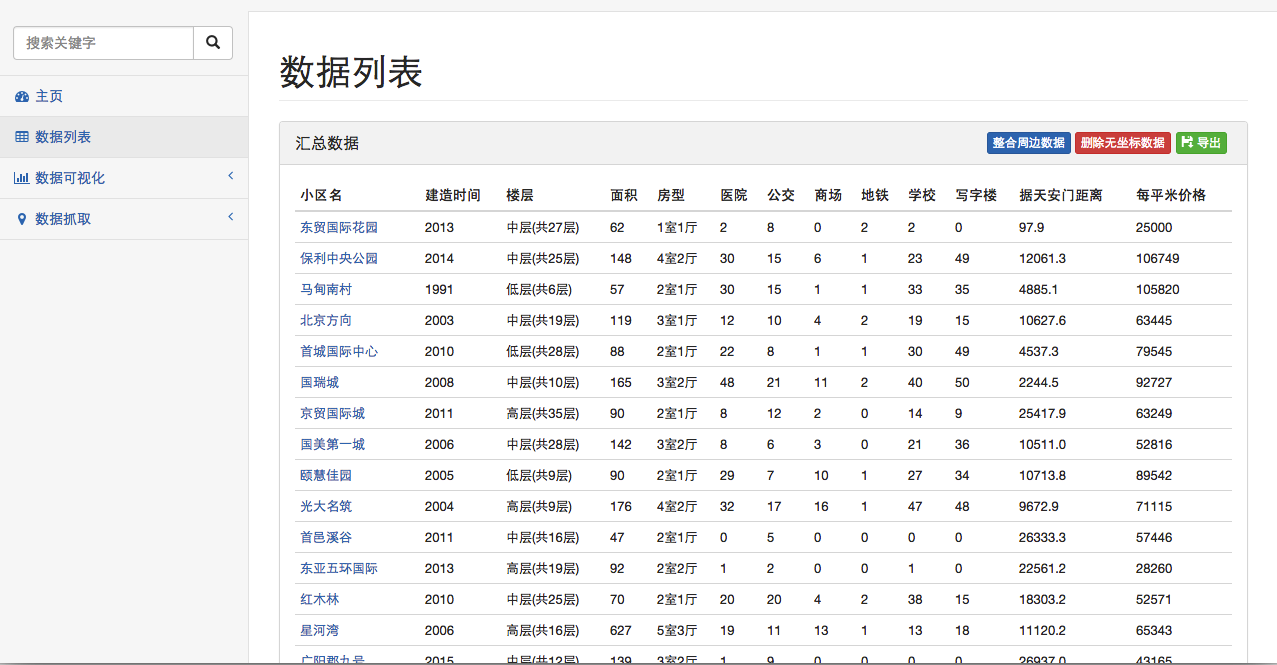 搜索关键字
主页
数据列表
数据可视化
数据抓取
数据列表
汇总数据 整合周边数据 删除无坐标数据 导出
小区名 建造时间 楼层 面积 房型 医院 公交 商场 地铁 学校 写字楼 据天安门距离 每平米价格
东贸国际花园 2013 中层(共27层) 62 1室1厅 2 8 0 2 2 0 97.9 25000
保利中央公园 2014 中层(共25层) 148 4室2厅 30 15 6 1 23 49 12061.3 106749
马甸南村 1991 低层(共6层) 57 2室1厅 30 15 1 1 33 35 4885.1 105820
北京方向 2003 中层(共19层) 119 3室1厅 12 10 4 2 19 15 10627.6 63445
首城国际中心 2010 低层(共28层) 88 2室1厅 22 8 1 1 30 49 4537.3 79545
国瑞城 2008 中层(共10层) 165 3室2厅 48 21 11 2 40 50 2244.5 92727
京贸国际城 2011 高层(共35层) 90 2室1厅 8 12 2 0 14 9 25417.9 63249
国美第一城 2006 中层(共28层) 142 3室2厅 8 6 3 0 21 36 10511.0 52816
颐慧佳园 2005 低层(共9层) 90 2室1厅 29 7 10 1 27 34 10713.8 89542
光大名筑 2004 高层(共9层) 176 4室2厅 32 17 16 1 47 48 9672.9 71115
首邑溪谷 2011 中层(共16层) 47 2室1厅 0 5 0 0 0 0 26333.3 57446
东亚五环国际 2013 高层(共19层) 92 2室2厅 1 2 0 0 1 0 22561.2 28260
红木林 2010 中层(共25层) 70 2室1厅 20 20 4 2 38 15 18303.2 52571
星河湾 2006 高层(共16层) 627 5室3厅 19 11 13 1 13 18 11120.2 65343
广阳郡九号 2015 中层(共12层) 139 3室2厅 1 9 0 0 0 0 26937.0 43165